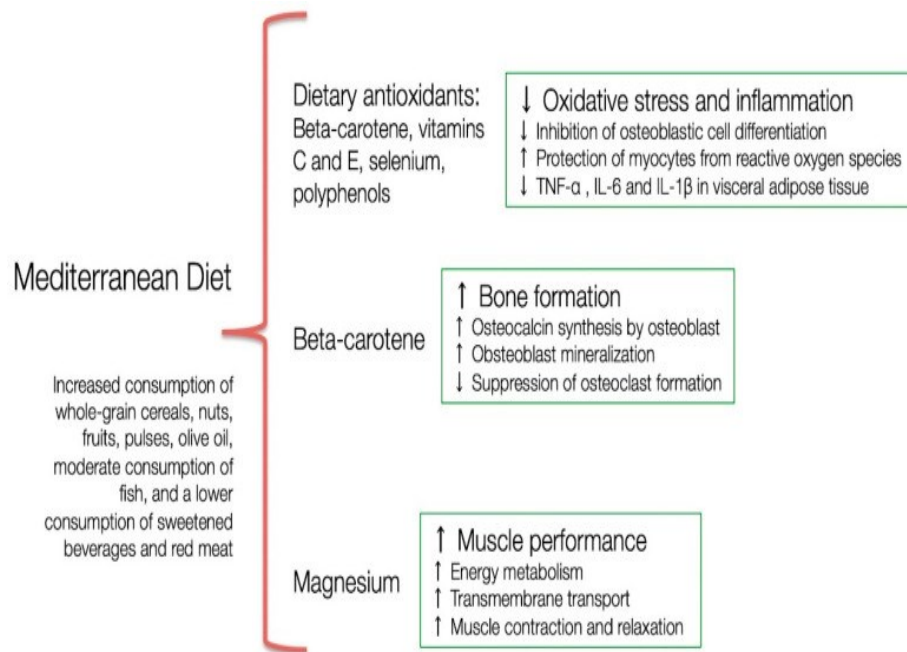 Mediterranean Diet
Increased consumption of
whole-grain cereals, nuts,
fruits, pulses, olive oil,
moderate consumption of
fish, and a lower
consumption of sweetened
beverages and red meat
Dietary antioxidants:
Beta-carotene, vitamins
C and E, selenium,
polyphenols
↓ Oxidative stress and inflammation
↓ Inhibition of osteoblastic cell differentiation
↑ Protection of myocytes from reactive oxygen species
↓ TNF-α , IL-6 and IL-1β in visceral adipose tissue
Beta-carotene
↑ Bone formation
↑ Osteocalcin synthesis by osteoblast
↑ Obsteoblast mineralization
↓ Suppression of osteoclast formation
Magnesium
↑ Muscle performance
↑ Energy metabolism
↑ Transmembrane transport
↑ Muscle contraction and relaxation